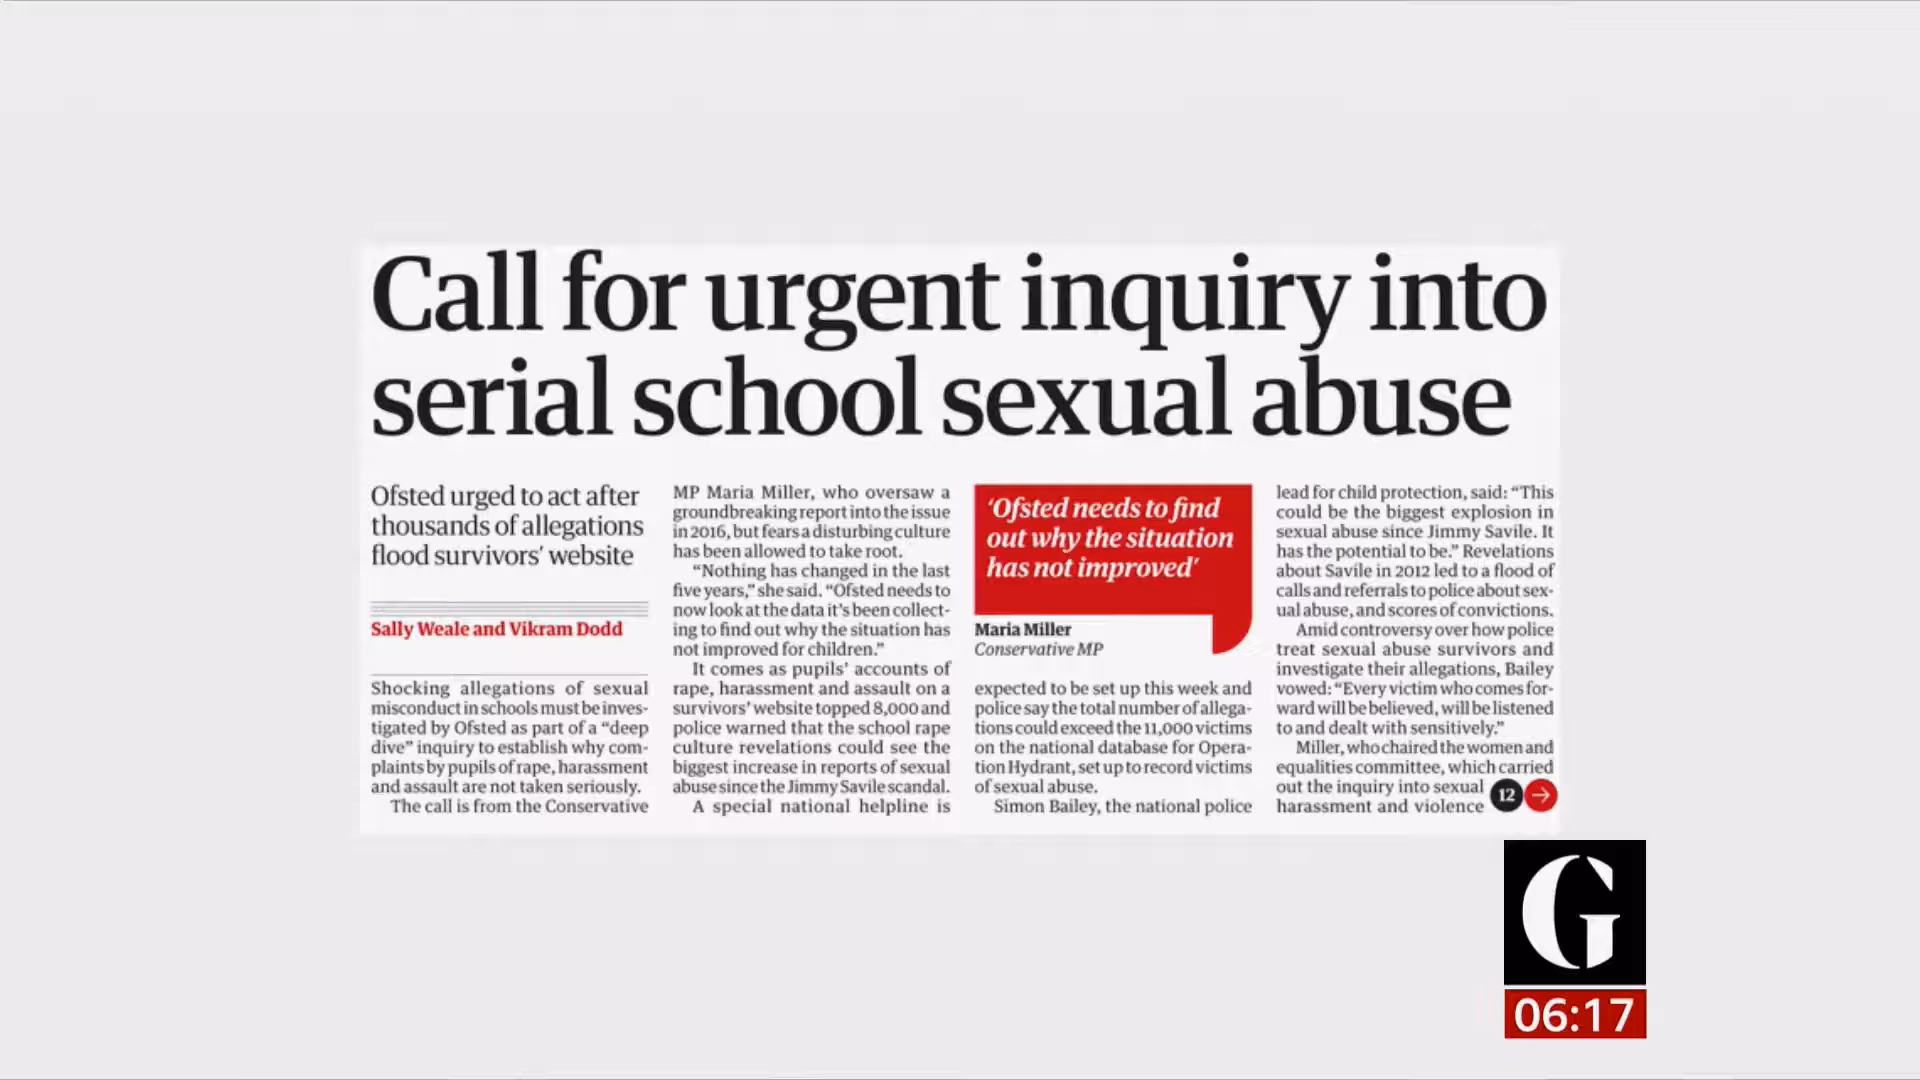 Call for urgent inquiry into
serial school sexual abuse
Ofsted urged to act after
thousands of allegations
flood survivors' website
Sally Weale and Vikram Dodd
Shocking allegations of sexual
misconduct in schools must be inves-
tigated by Ofsted as part of a “deep
dive” inquiry to establish why com-
plaints by pupils of rape, harassment
and assault are not taken seriously.
The call is from the Conservative
MP Maria Miller, who oversaw a
groundbreaking report into the issue
in 2016, but fears a disturbing culture
has been allowed to take root.
“Nothing has changed in the last
five years,” she said. “Ofsted needs to
now look at the data it's been collect-
ing to find out why the situation has
not improved for children.”
It comes as pupils' accounts of
rape, harassment and assault on a
survivors' website topped 8,000 and
police warned that the school rape
culture revelations could see the
biggest increase in reports of sexual
abuse since the Jimmy Savile scandal.
A special national helpline is
‘Ofsted needs to find
out why the situation
has not improved’
Maria Miller
Conservative MP
expected to be set up this week and
police say the total number of allega-
tions could exceed the 11,000 victims
on the national database for Opera-
tion Hydrant, set up to record victims
of sexual abuse.
Simon Bailey, the national police
lead for child protection, said: “This
could be the biggest explosion in
sexual abuse since Jimmy Savile. It
has the potential to be.” Revelations
about Savile in 2012 led to a flood of
calls and referrals to police about sex-
ual abuse, and scores of convictions.
Amid controversy over how police
treat sexual abuse survivors and
investigate their allegations, Bailey
vowed: “Every victim who comes for-
ward will be believed, will be listened
to and dealt with sensitively.”
Miller, who chaired the women and
equalities committee, which carried
out the inquiry into sexual
harassment and violence
12
G
06:17